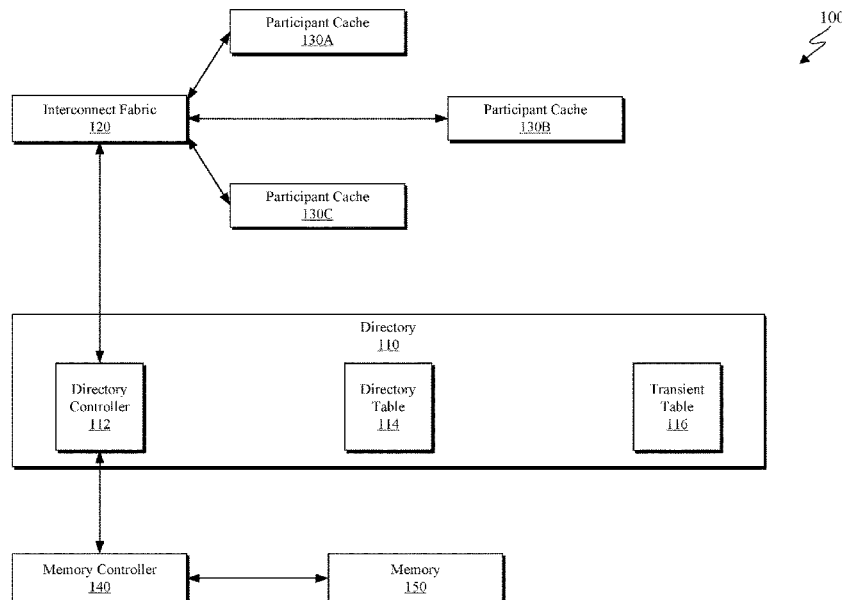 100
Participant Cache
130A
Interconnect Fabric
120
Participant Cache
130B
Participant Cache
130C
Directory
110
Directory
Controller
112
Directory
Table
114
Transient
Table
116
Memory Controller
140
Memory
150